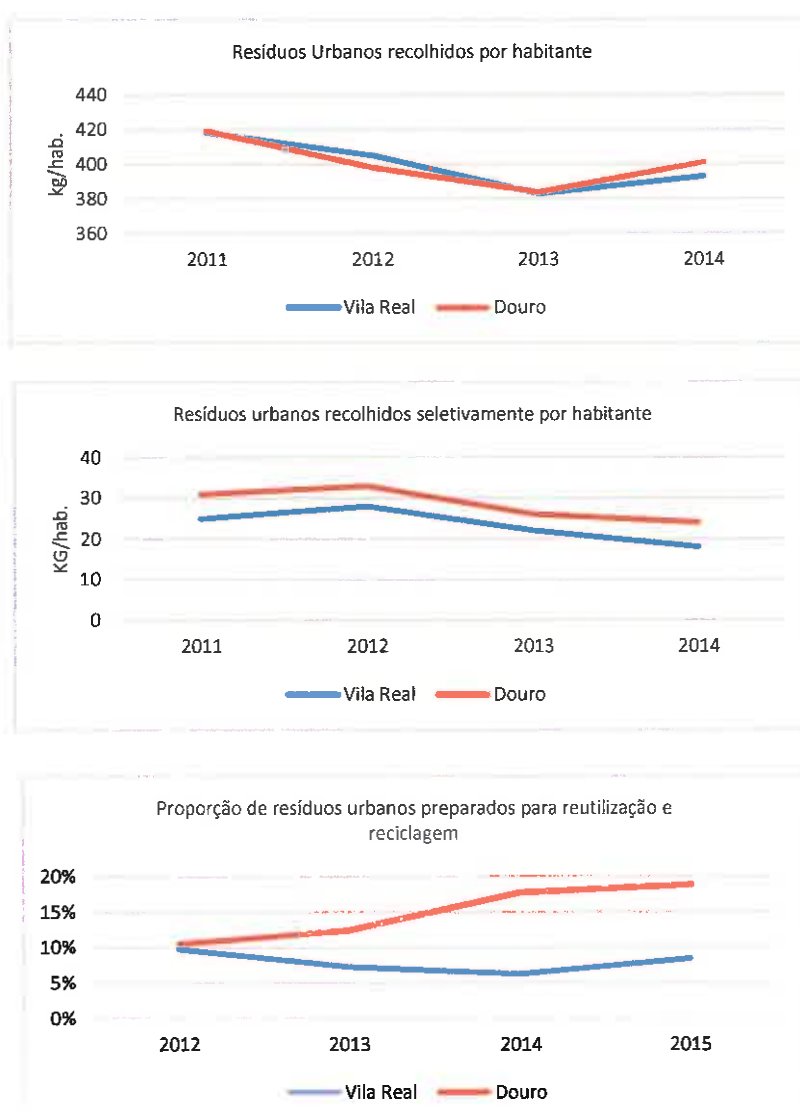 Resíduos Urbanos recolhidos por habitante
440
420
400
380
360
kg/hab.
2011 2012 2013 2014
Vila Real Douro
Resíduos urbanos recolhidos seletivamente por habitante
40
30
20
10
0
KG/hab.
2011 2012 2013 2014
Vila Real Douro
Proporção de resíduos urbanos preparados para reutilização e
reciclagem
20%
15%
10%
5%
0%
2012 2013 2014 2015
Vila Real Douro